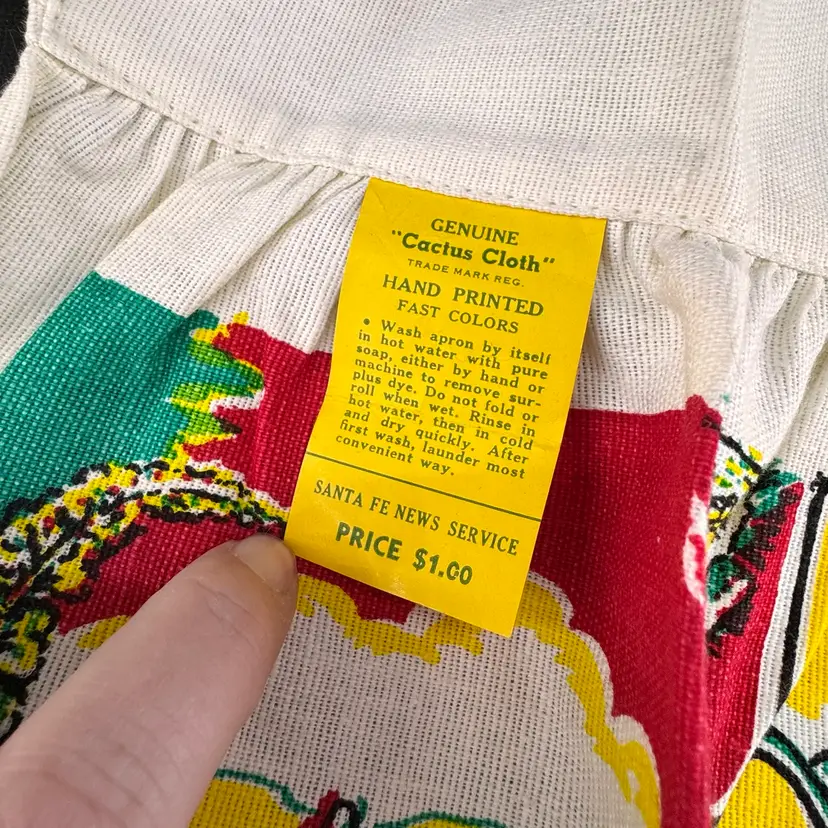 GENUINE
"Cactus Cloth"
TRADE MARK REG.
HAND PRINTED
FAST COLORS
• Wash apron by itself
in hot water with pure
soap, either by hand or
machine to remove sur-
plus dye. Do not fold or
roll when wet. Rinse in
hot water, then in cold
and dry quickly. After
first wash, launder most
convenient way.
SANTA FE NEWS SERVICE
PRICE $1.00